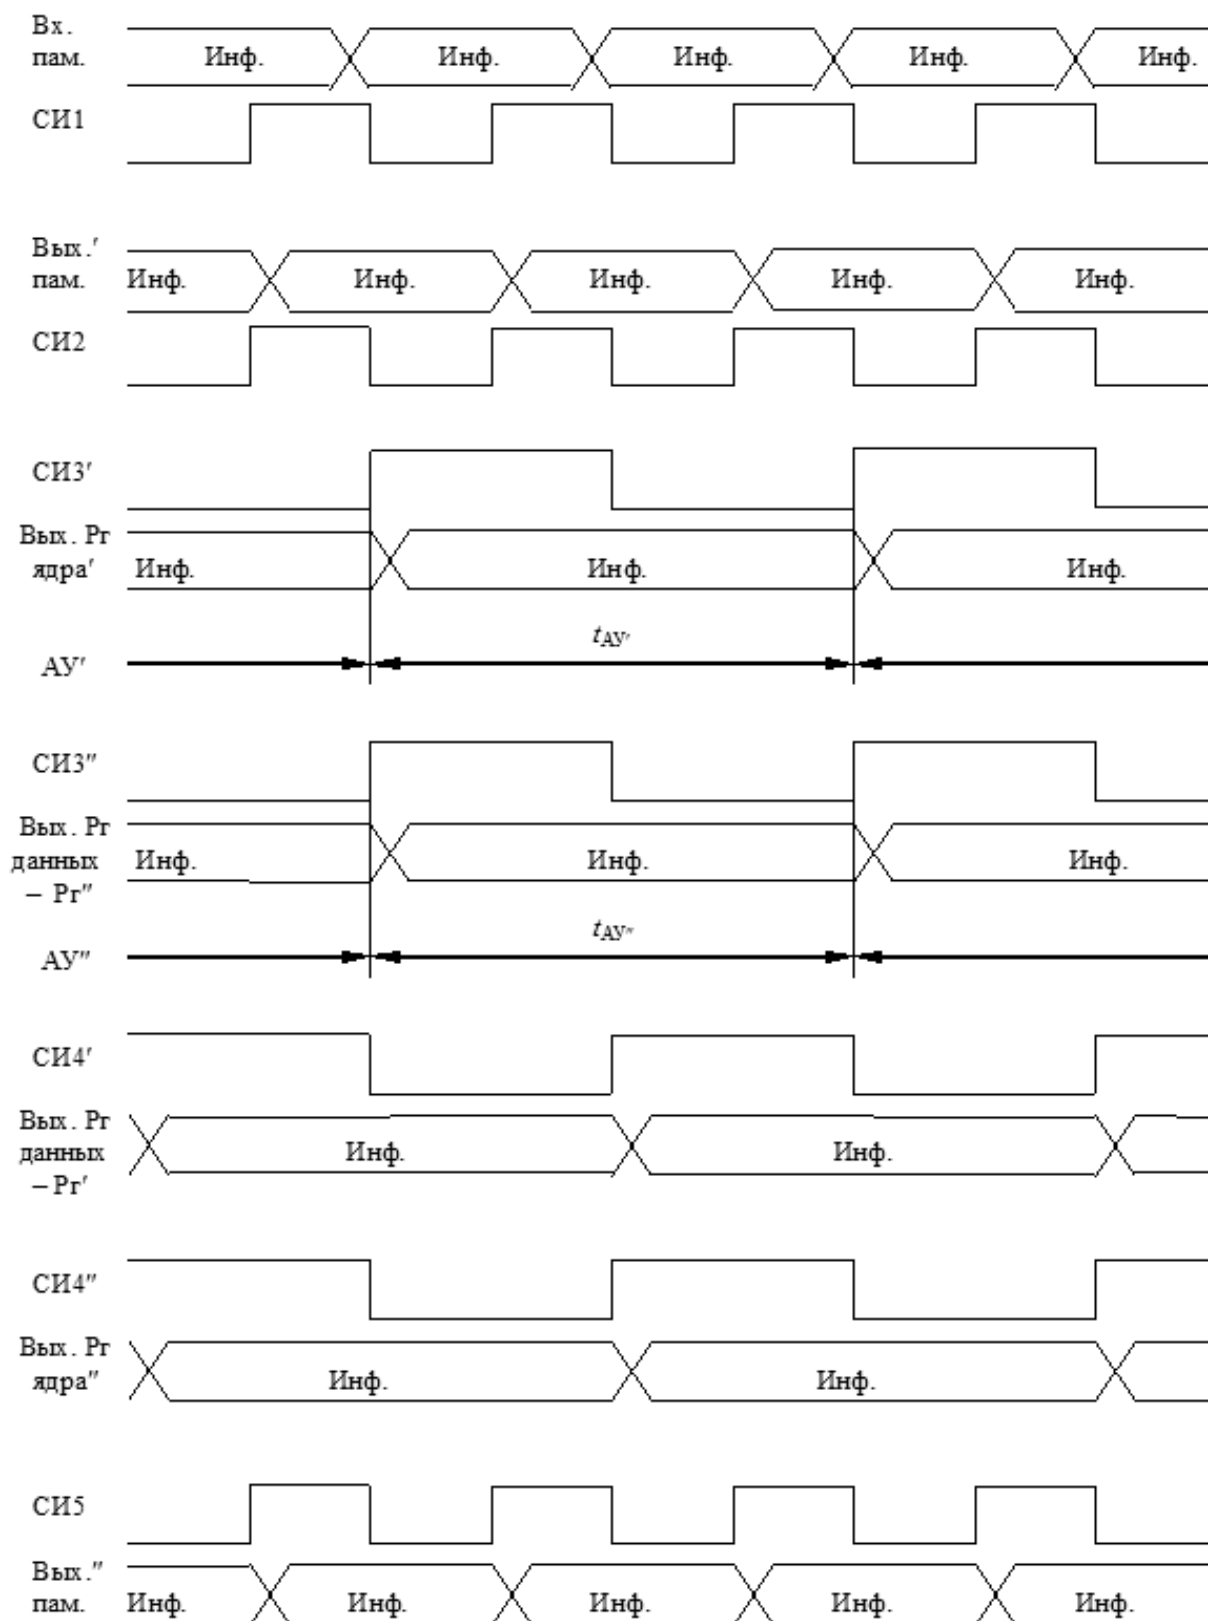 Вх.
пам.
Инф. Инф. Инф. Инф. Инф.
СИ1
Вых.′
пам.
Инф. Инф. Инф. Инф. Инф.
СИ2
СИ3′
Вых. Рг
ядра′
Инф. Инф. Инф.
tАУ′
АУ′
СИ3″
Вых. Рг
данных
– Рг″
Инф. Инф. Инф.
tАУ″
АУ″
СИ4′
Вых. Рг
данных
– Рг′
Инф. Инф.
СИ4″
Вых. Рг
ядра″
Инф. Инф.
СИ5
Вых.″
пам.
Инф. Инф. Инф. Инф. Инф.